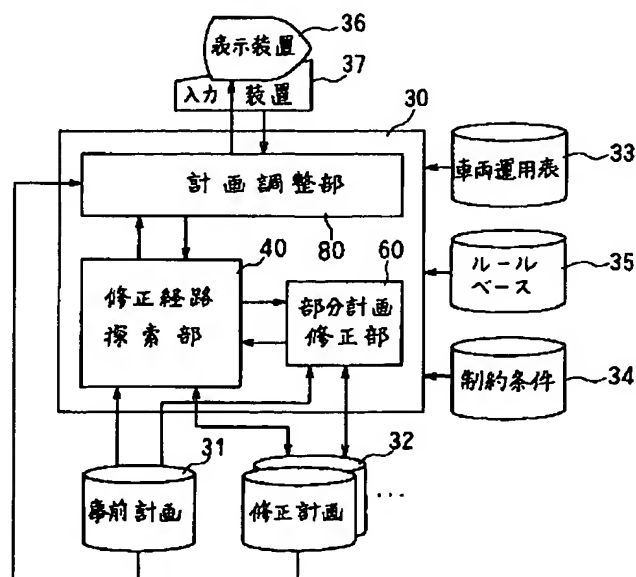 36
表示装置
37
入力装置
30
計画調整部
車両運用表
33
80
40
60
ルール
ベース
35
修正経路
探索部
部分計画
修正部
制約条件
34
31
32
事前計画
修正計画
...